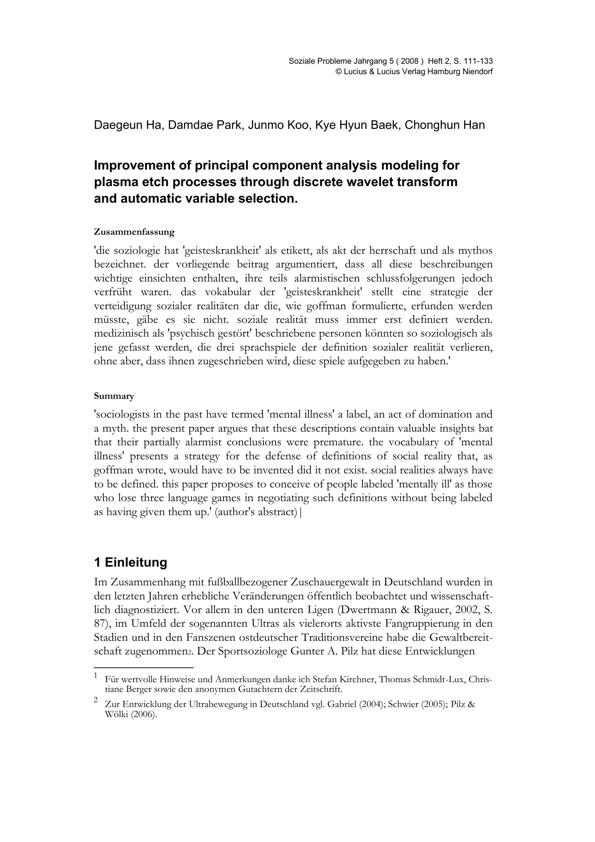 Soziale Probleme Jahrgang 5 ( 2008 ) Heft 2, S. 111-133
© Lucius & Lucius Verlag Hamburg Niendorf
Daegeun Ha, Damdae Park, Junmo Koo, Kye Hyun Baek, Chonghun Han
Improvement of principal component analysis modeling for
plasma etch processes through discrete wavelet transform
and automatic variable selection.
Zusammenfassung
'die soziologie hat 'geisteskrankheit' als etikett, als akt der herrschaft und als mythos
bezeichnet. der vorliegende beitrag argumentiert, dass all diese beschreibungen
wichtige einsichten enthalten, ihre teils alarmistischen schlussfolgerungen jedoch
verfrüht waren. das vokabular der 'geisteskrankheit' stellt eine strategie der
verteidigung sozialer realitäten dar die, wie goffman formulierte, erfunden werden
müsste, gäbe es sie nicht. soziale realität muss immer erst definiert werden.
medizinisch als 'psychisch gestört' beschriebene personen könnten so soziologisch als
jene gefasst werden, die drei sprachspiele der definition sozialer realität verlieren,
ohne aber, dass ihnen zugeschrieben wird, diese spiele aufgegeben zu haben.'
Summary
'sociologists in the past have termed 'mental illness' a label, an act of domination and
a myth. the present paper argues that these descriptions contain valuable insights bat
that their partially alarmist conclusions were premature. the vocabulary of 'mental
illness' presents a strategy for the defense of definitions of social reality that, as
goffman wrote, would have to be invented did it not exist. social realities always have
to be defined. this paper proposes to conceive of people labeled 'mentally ill' as those
who lose three language games in negotiating such definitions without being labeled
as having given them up.' (author's abstract)|
1 Einleitung
Im Zusammenhang mit fußballbezogener Zuschauergewalt in Deutschland wurden in
den letzten Jahren erhebliche Veränderungen öffentlich beobachtet und wissenschaft-
lich diagnostiziert. Vor allem in den unteren Ligen (Dwertmann & Rigauer, 2002, S.
87), im Umfeld der sogenannten Ultras als vielerorts aktivste Fangruppierung in den
Stadien und in den Fanszenen ostdeutscher Traditionsvereine habe die Gewaltbereit-
schaft zugenommen2. Der Sportsoziologe Gunter A. Pilz hat diese Entwicklungen
1 Für wertvolle Hinweise und Anmerkungen danke ich Stefan Kirchner, Thomas Schmidt-Lux, Chris-
tiane Berger sowie den anonymen Gutachtern der Zeitschrift.
2 Zur Entwicklung der Ultrabewegung in Deutschland vgl. Gabriel (2004); Schwier (2005); Pilz &
Wölki (2006).